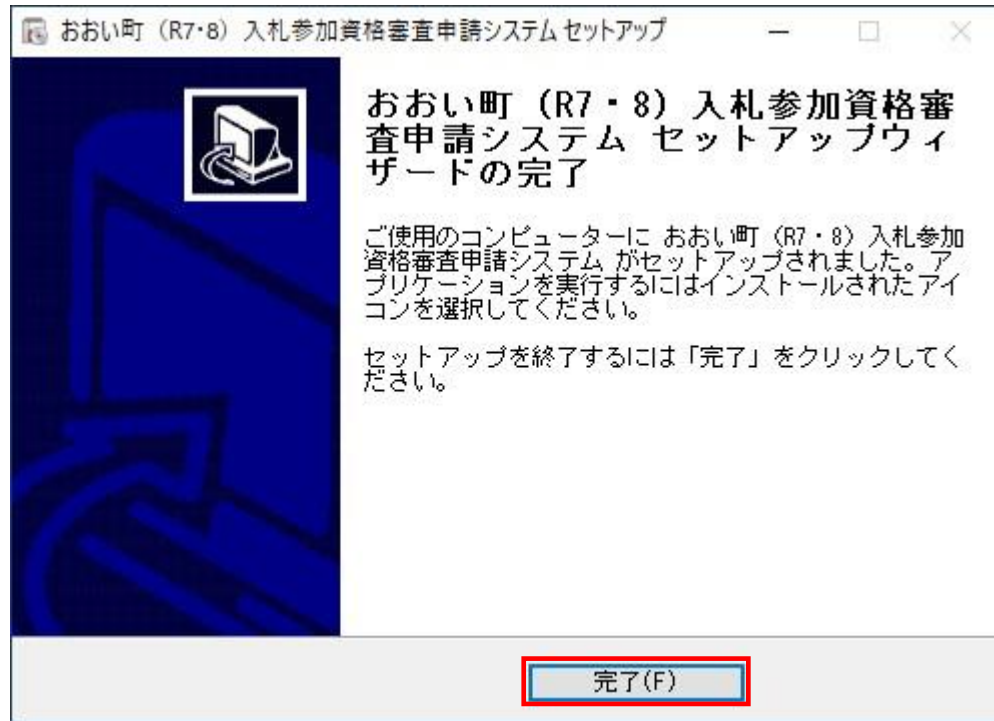 おおい町（R7･8）入札参加資格審査申請システム セットアップ
おおい町（R7・8）入札参加資格審
査申請システム セットアップウィ
ザードの完了
ご使用のコンピューターに おおい町（R7・8）入札参加
資格審査申請システム がセットアップされました。ア
プリケーションを実行するにはインストールされたアイ
コンを選択してください。
セットアップを終了するには「完了」をクリックしてく
ださい。
完了(F)